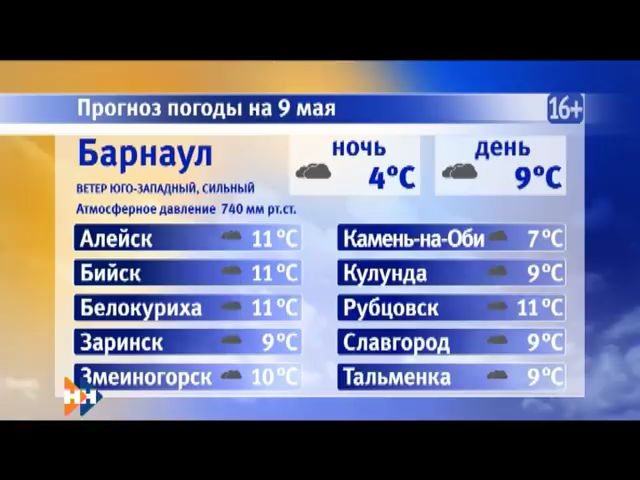 Прогноз погоды на 9 мая
16+
Барнаул
ночь
4°C
день
9°C
ВЕТЕР ЮГО-ЗАПАДНЫЙ, СИЛЬНЫЙ
Атмосферное давление 740 мм рт.ст.
Алейск 11°C
Камень-на-Оби 7°C
Бийск 11°C
Кулунда 9°C
Белокуриха 11°C
Рубцовск 11°C
Заринск 9°C
Славгород 9°C
Змеиногорск 10°C
Тальменка 9°C
НН